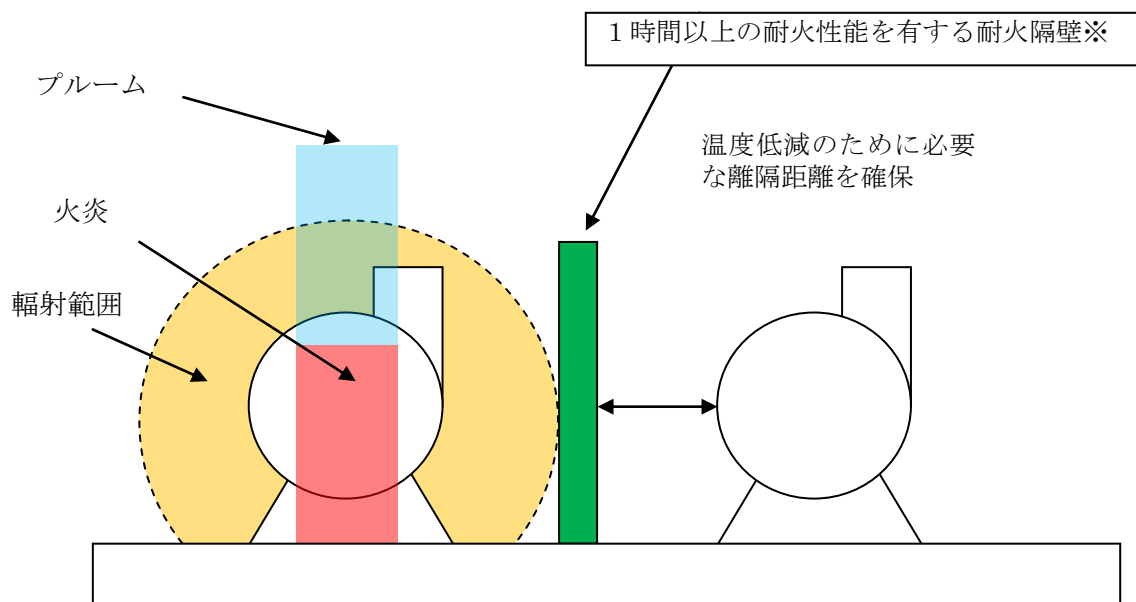 １時間以上の耐火性能を有する耐火隔壁※
プルーム
温度低減のために必要
な離隔距離を確保
火炎
輻射範囲